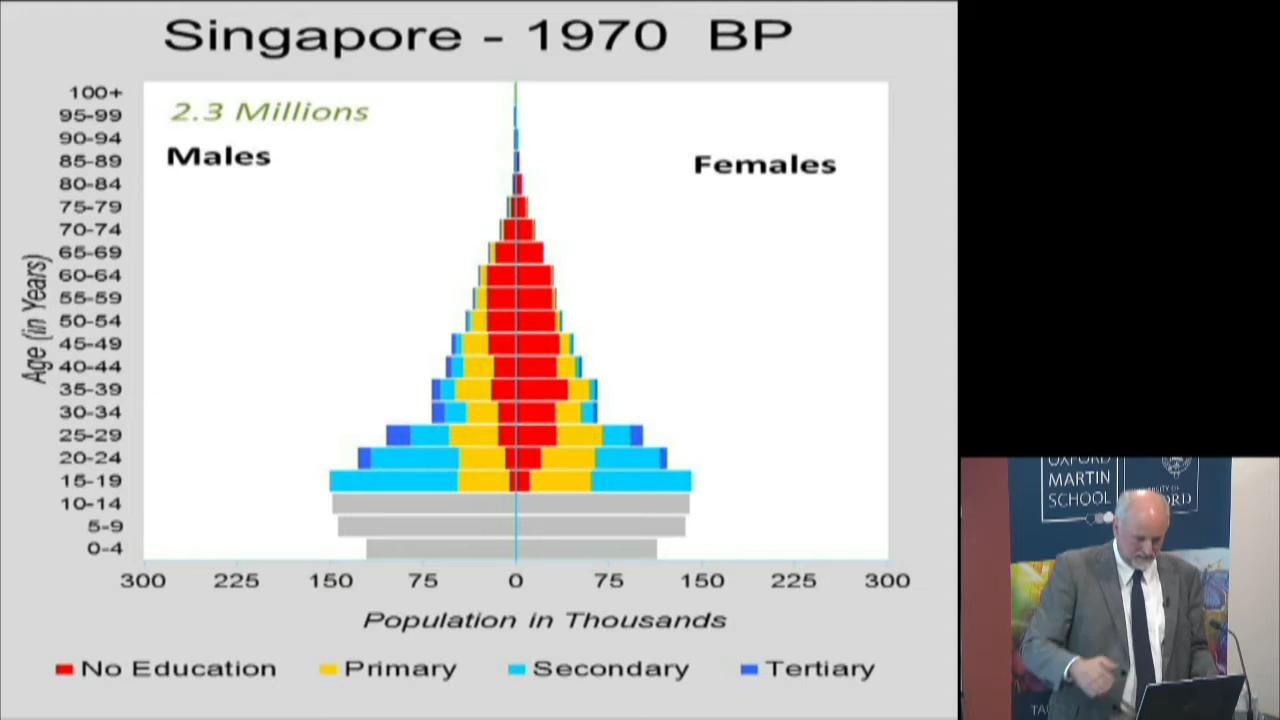 Singapore - 1970 BP
2.3 Millions
Males
Females
100+
95-99
90-94
85-89
80-84
75-79
70-74
65-69
60-64
55-59
50-54
45-49
40-44
35-39
30-34
25-29
20-24
15-19
10-14
5-9
0-4
Age (in Years)
300 225 150 75 0 75 150 225 300
Population in Thousands
No Education Primary Secondary Tertiary
OXFORD
MARTIN
SCHOOL